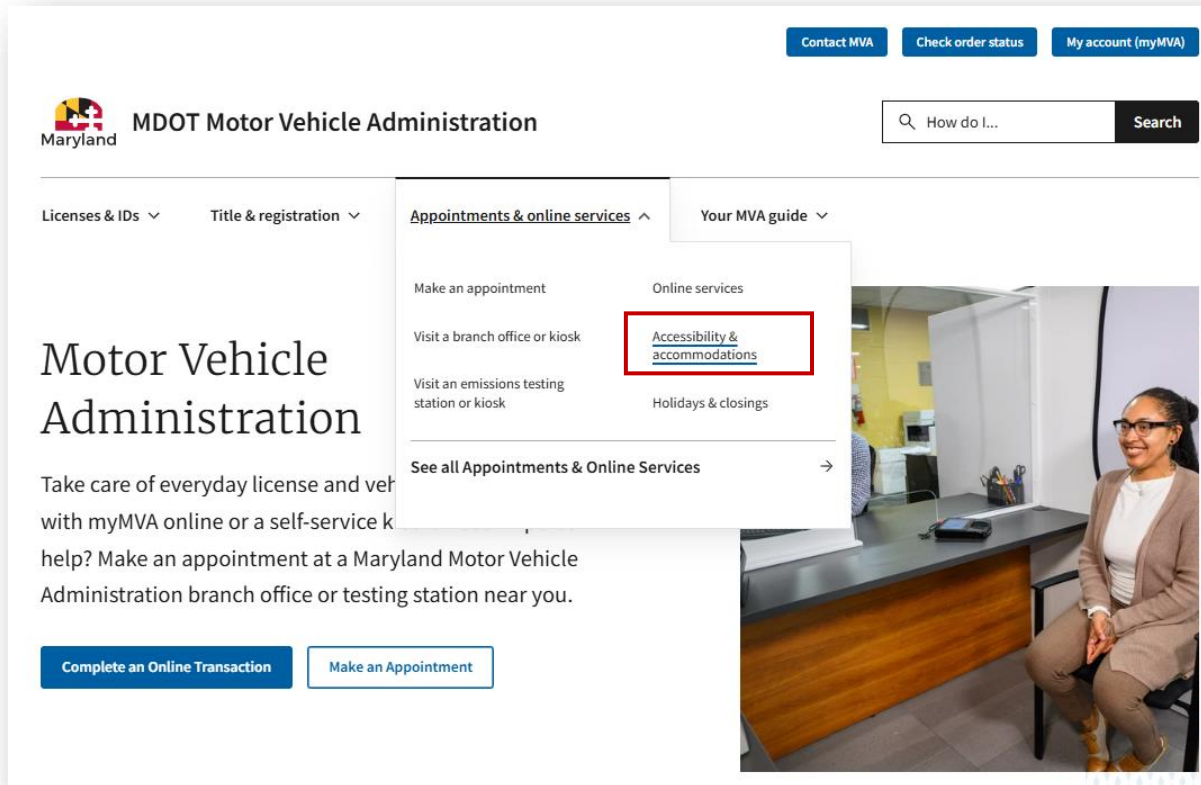 Contact MVA
Check order status
My account (myMVA)
Maryland
MDOT Motor Vehicle Administration
How do I...
Search
Licenses & IDs
Title & registration
Appointments & online services
Your MVA guide
Make an appointment
Online services
Visit a branch office or kiosk
Accessibility &
accommodations
Visit an emissions testing
station or kiosk
Holidays & closings
See all Appointments & Online Services
Motor Vehicle
Administration
Take care of everyday license and
with myMVA online or a self-service
help? Make an appointment at a Maryland Motor Vehicle
Administration branch office or testing station near you.
Complete an Online Transaction
Make an Appointment